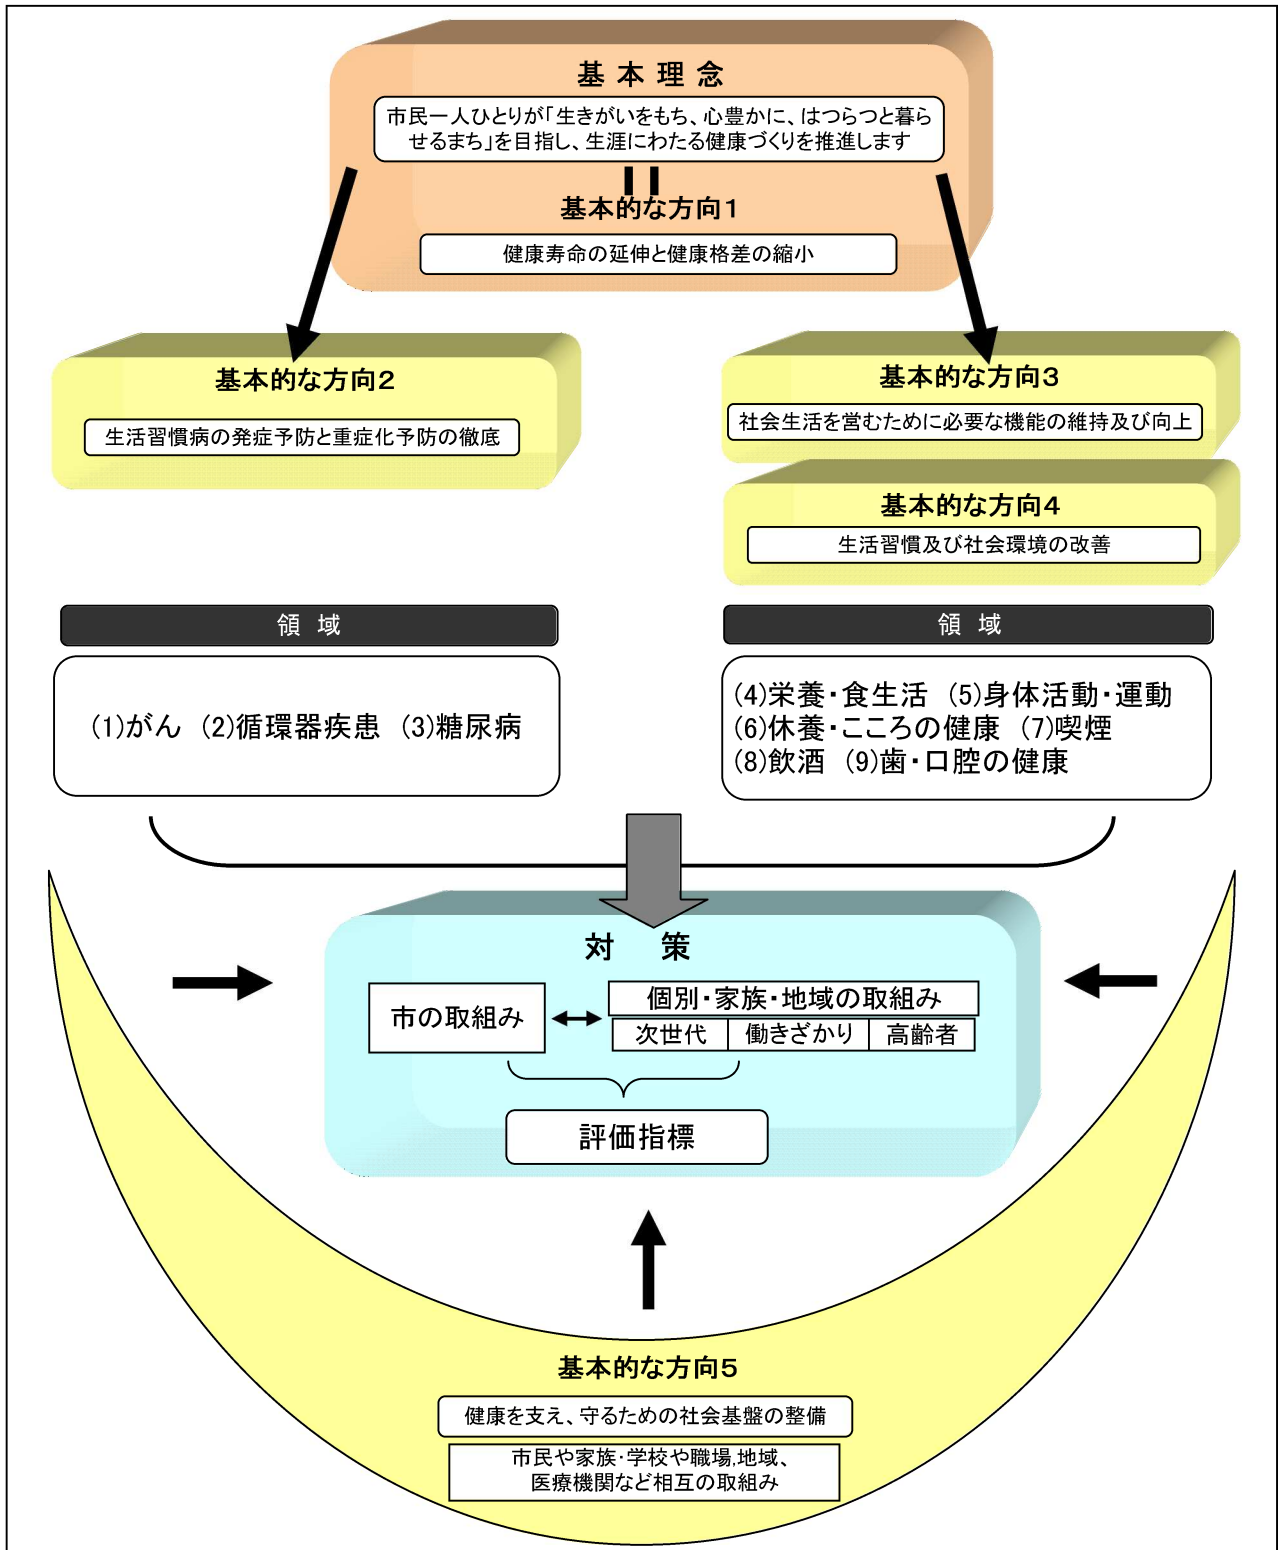 基本理念
市民一人ひとりが「生きがいをもち、心豊かに、はつらつと暮ら
せるまち」を目指し、生涯にわたる健康づくりを推進します
基本的な方向1
健康寿命の延伸と健康格差の縮小
基本的な方向2
生活習慣病の発症予防と重症化予防の徹底
基本的な方向3
社会生活を営むために必要な機能の維持及び向上
基本的な方向4
生活習慣及び社会環境の改善
領域
(1)がん (2)循環器疾患 (3)糖尿病
領域
(4)栄養・食生活 (5)身体活動・運動
(6)休養・こころの健康 (7)喫煙
(8)飲酒 (9)歯・口腔の健康
対 策
市の取組み
個別・家族・地域の取組み
次世代 働きざかり 高齢者
評価指標
基本的な方向5
健康を支え、守るための社会基盤の整備
市民や家族・学校や職場,地域、
医療機関など相互の取組み